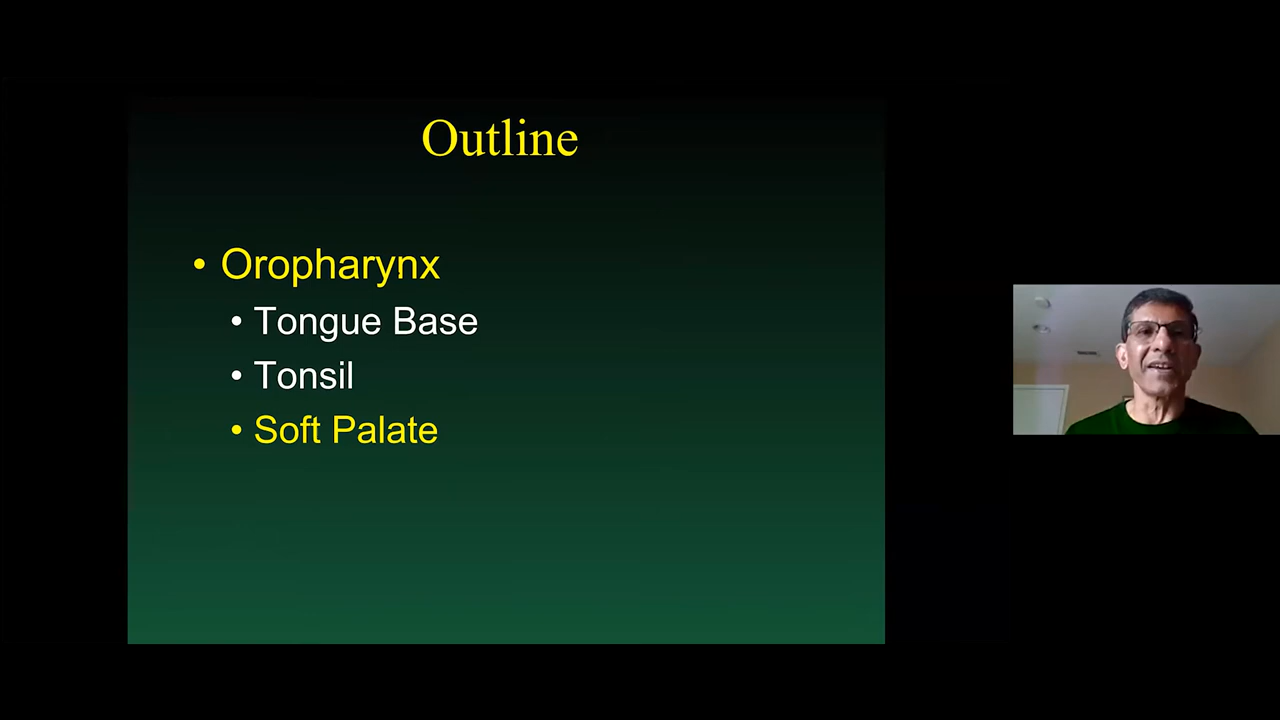 Outline
• Oropharynx
• Tongue Base
• Tonsil
• Soft Palate